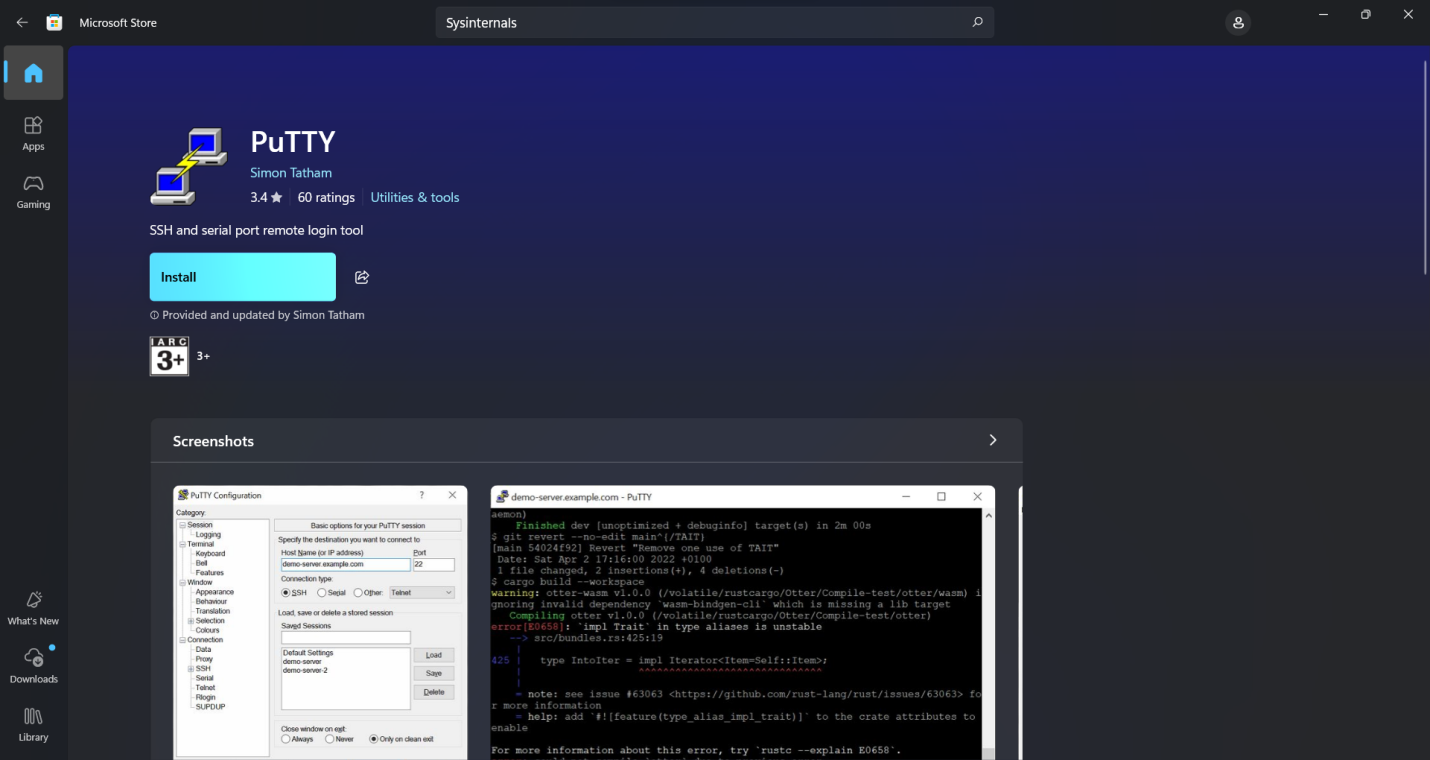 Microsoft Store
Sysinternals
PuTTY
Simon Tatham
3.4 60 ratings Utilities & tools
SSH and serial port remote login tool
Install
Provided and updated by Simon Tatham
IARC
3+
3+
Apps
Gaming
What's New
Downloads
Library
Screenshots
PuTTY Configuration ?
Category:
Session
Logging
Terminal
Keyboard
Bell
Features
Window
Appearance
Behaviour
Translation
Selection
Colours
Connection
Data
Proxy
SSH
Serial
Telnet
Rlogin
SUPDUP
Basic options for your PuTTY session
Specify the destination you want to connect to
Host Name (or IP address) Port
demo-server.example.com 22
Connection type:
SSH Serial Other: Telnet
Load, save or delete a stored session
Saved Sessions
Default Settings
demo-server
demo-server-2
Load
Save
Delete
Close window on exit:
Always Never Only on clean exit
demo-server.example.com - PuTTY
aemon)
Finished dev [unoptimized + debuginfo] target(s) in 2m 00s
$ git revert --no-edit main^{/TAIT}
[main 54024f92] Revert "Remove one use of TAIT"
Date: Sat Apr 2 17:16:00 2022 +0100
1 file changed, 2 insertions(+), 4 deletions(-)
$ cargo build --workspace
warning: otter-wasm v1.0.0 (/volatile/rustcargo/Otter/Compile-test/otter/wasm) i
gnoring invalid dependency `wasm-bindgen-cli` which is missing a lib target
Compiling otter v1.0.0 (/volatile/rustcargo/Otter/Compile-test/otter)
error[E0658]: `impl Trait` in type aliases is unstable
--> src/bundles.rs:425:19
|
425 | type IntoIter = impl Iterator<Item=Self::Item>;
| ^^^^^^^^^^^^^^^^^^^^^^^^^^^^^
|
= note: see issue #63063 <https://github.com/rust-lang/rust/issues/63063> fo
r more information
= help: add `#![feature(type_alias_impl_trait)]` to the crate attributes to
enable
For more information about this error, try `rustc --explain E0658`.